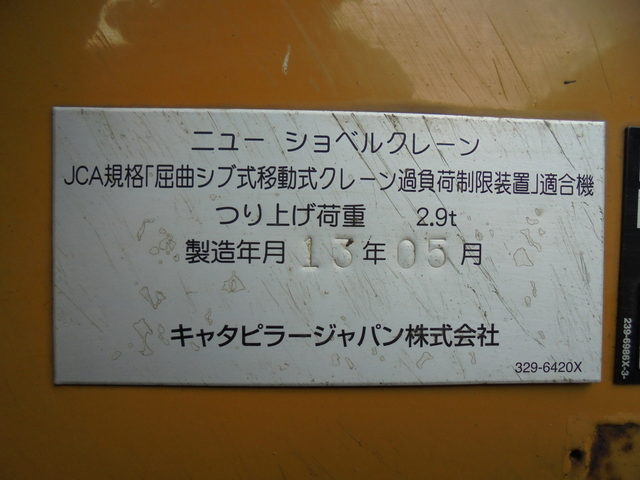 ニュー ショベルクレーン
JCA規格「屈曲ジブ式移動式クレーン過負荷制限装置」適合機
つり上げ荷重 2.9t
製造年月 13年05月
キャタピラージャパン株式会社
329-6420X
239-6986X-3-